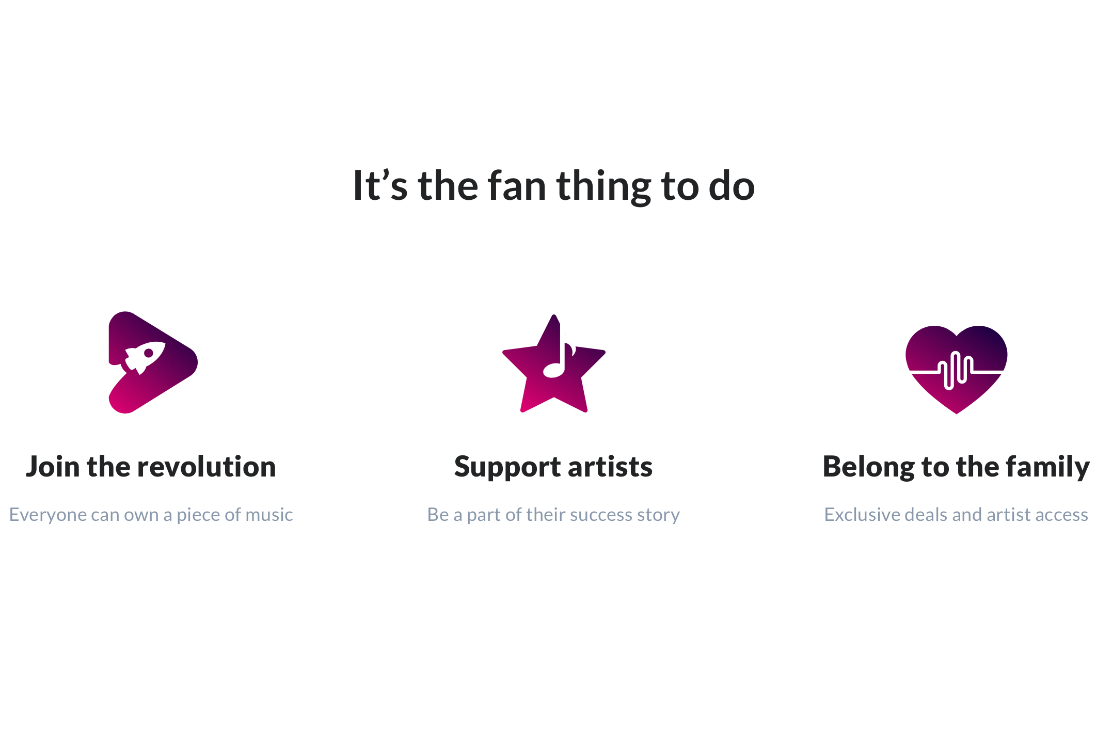 It’s the fan thing to do
Join the revolution
Everyone can own a piece of music
Support artists
Be a part of their success story
Belong to the family
Exclusive deals and artist access